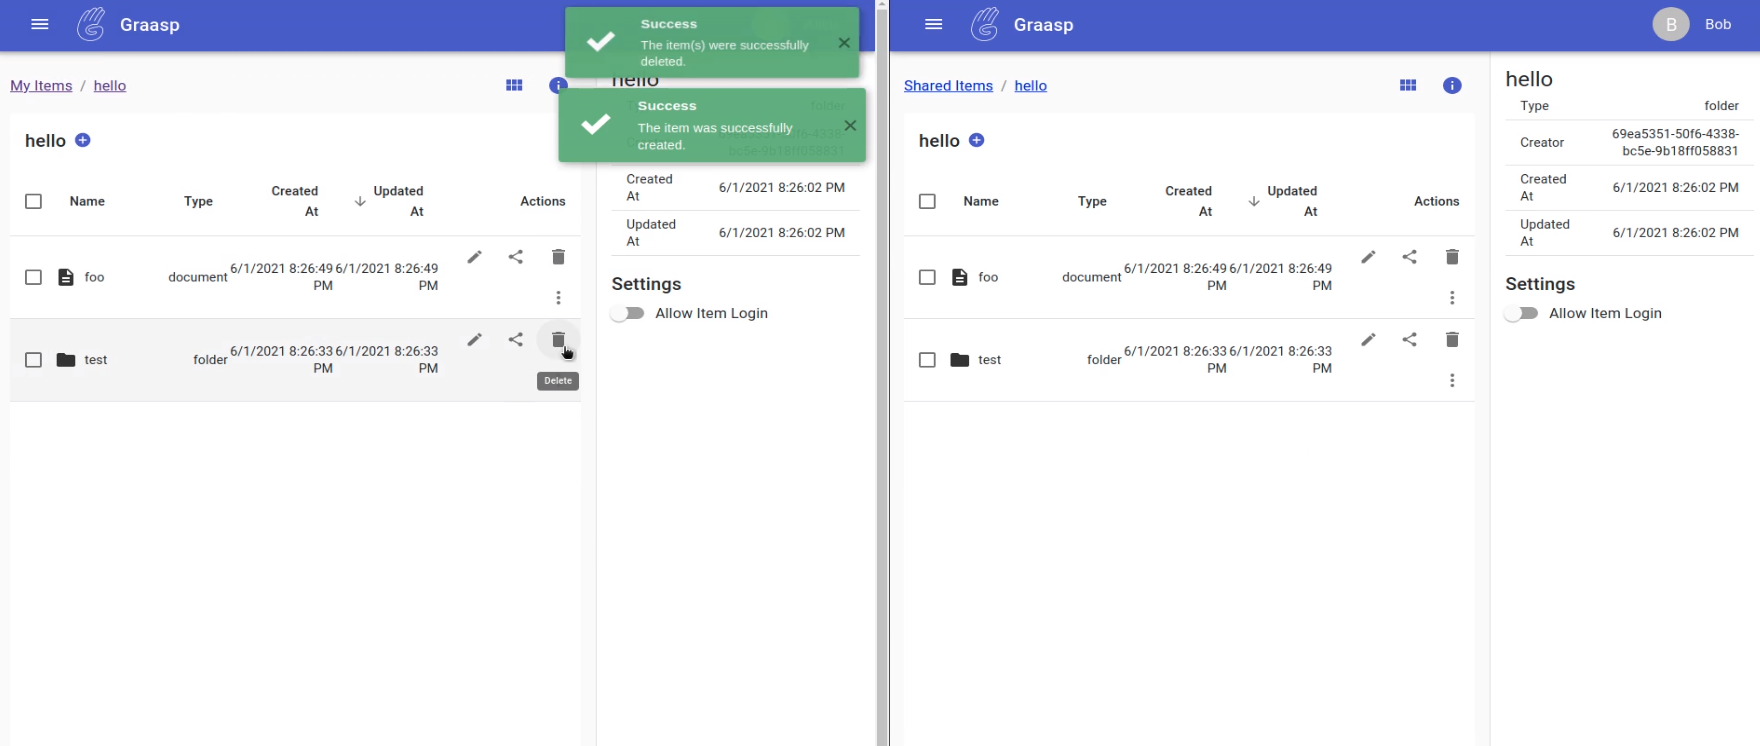 Graasp
Success
The item(s) were successfully
deleted.
My Items / hello
hello
Success
The item was successfully
created.
folder
bc5e-9b18ff058831
hello
Name
Type
Created
At
Updated
At
Actions
Created
At
6/1/2021 8:26:02 PM
Updated
At
6/1/2021 8:26:02 PM
foo
document
6/1/2021 8:26:49
PM
6/1/2021 8:26:49
PM
test
folder
6/1/2021 8:26:33
PM
6/1/2021 8:26:33
PM
Delete
Settings
Allow Item Login
Graasp
B
Bob
Shared Items / hello
hello
Name
Type
Created
At
Updated
At
Actions
foo
document
6/1/2021 8:26:49
PM
6/1/2021 8:26:49
PM
test
folder
6/1/2021 8:26:33
PM
6/1/2021 8:26:33
PM
hello
Type
folder
Creator
69ea5351-50f6-4338-
bc5e-9b18ff058831
Created
At
6/1/2021 8:26:02 PM
Updated
At
6/1/2021 8:26:02 PM
Settings
Allow Item Login